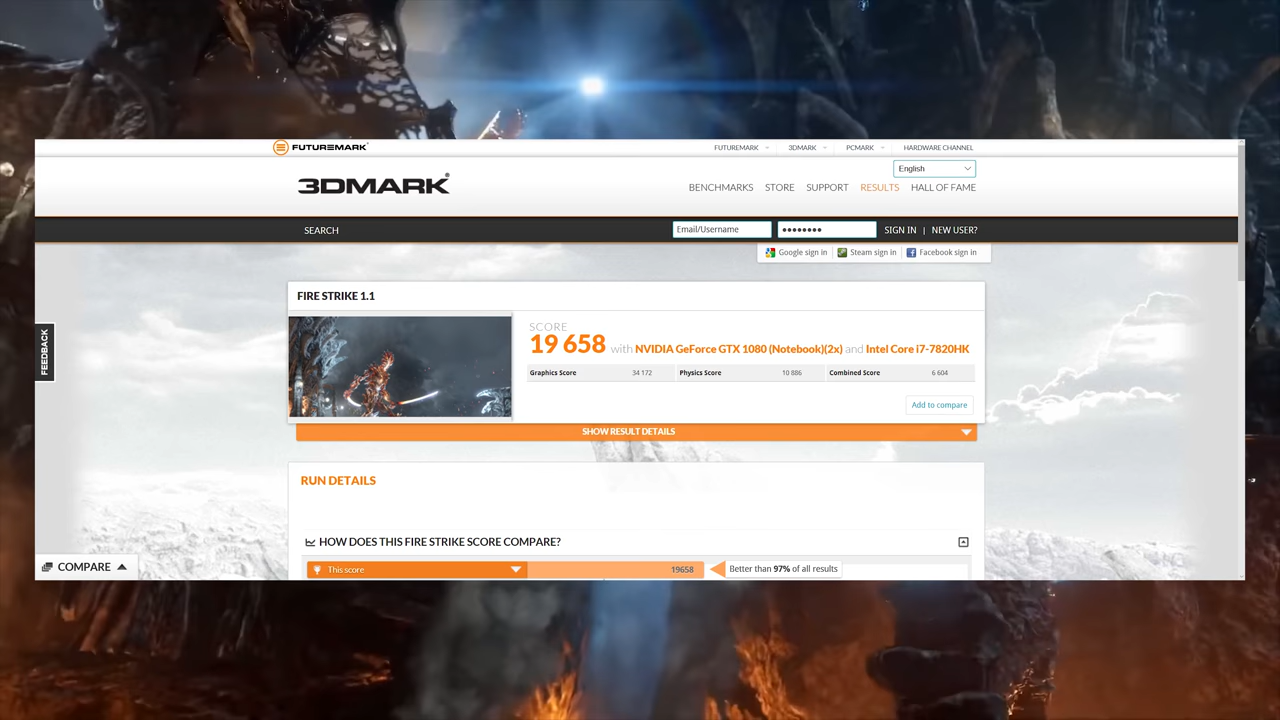 FUTUREMARK
FUTUREMARK 3DMARK PCMARK HARDWARE CHANNEL
English
3DMARK
BENCHMARKS STORE SUPPORT RESULTS HALL OF FAME
SEARCH Email/Username •••••••• SIGN IN | NEW USER?
Google sign in Steam sign in Facebook sign in
FIRE STRIKE 1.1
FEEDBACK
SCORE
19 658 with NVIDIA GeForce GTX 1080 (Notebook)(2x) and Intel Core i7-7820HK
Graphics Score 34 172 Physics Score 10 886 Combined Score 6 604
Add to compare
SHOW RESULT DETAILS
RUN DETAILS
HOW DOES THIS FIRE STRIKE SCORE COMPARE?
COMPARE
This score 19658 Better than 97% of all results